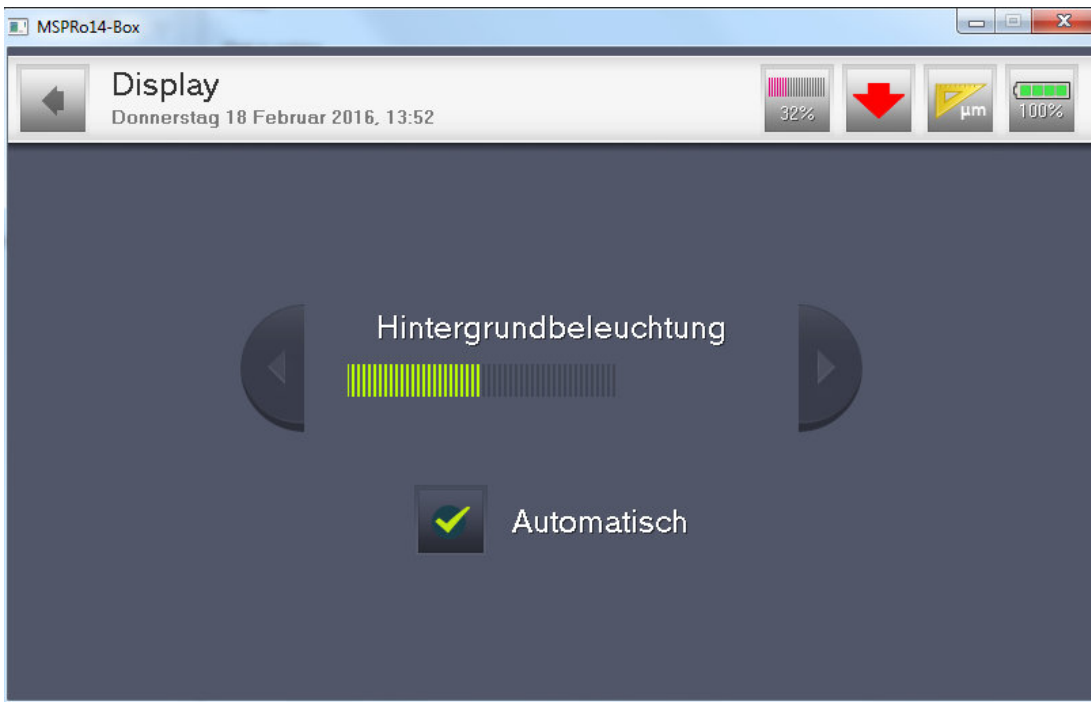 MSPRo14-Box
Display
Donnerstag 18 Februar 2016, 13:52
32%
µm
100%
Hintergrundbeleuchtung
Automatisch